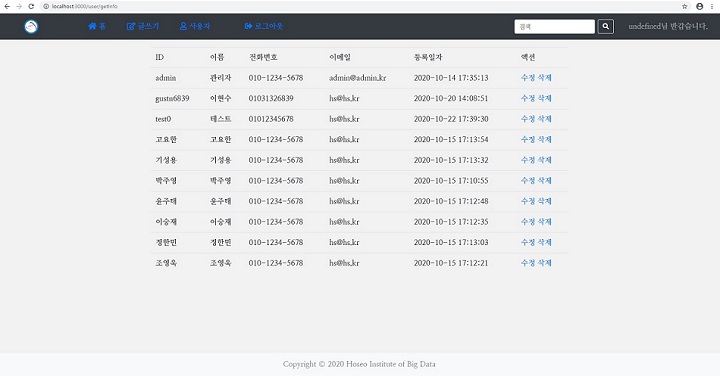 localhost:3000/user/getInfo
홈 글쓰기 사용자 로그아웃 검색 undefined님 반갑습니다.
ID 이름 전화번호 이메일 등록일자 액션
admin 관리자 010-1234-5678 admin@admin.kr 2020-10-14 17:35:13 수정 삭제
gustn6839 이현수 01031326839 hs@hs.kr 2020-10-20 14:08:51 수정 삭제
test0 테스트 01012345678 hs@hs.kr 2020-10-22 17:39:30 수정 삭제
고요한 고요한 010-1234-5678 hs@hs.kr 2020-10-15 17:13:54 수정 삭제
기성용 기성용 010-1234-5678 hs@hs.kr 2020-10-15 17:13:32 수정 삭제
박주영 박주영 010-1234-5678 hs@hs.kr 2020-10-15 17:10:55 수정 삭제
윤주태 윤주태 010-1234-5678 hs@hs.kr 2020-10-15 17:12:48 수정 삭제
이승재 이승재 010-1234-5678 hs@hs.kr 2020-10-15 17:12:35 수정 삭제
정한민 정한민 010-1234-5678 hs@hs.kr 2020-10-15 17:13:03 수정 삭제
조영욱 조영욱 010-1234-5678 hs@hs.kr 2020-10-15 17:12:21 수정 삭제
Copyright © 2020 Hoseo Institute of Big Data